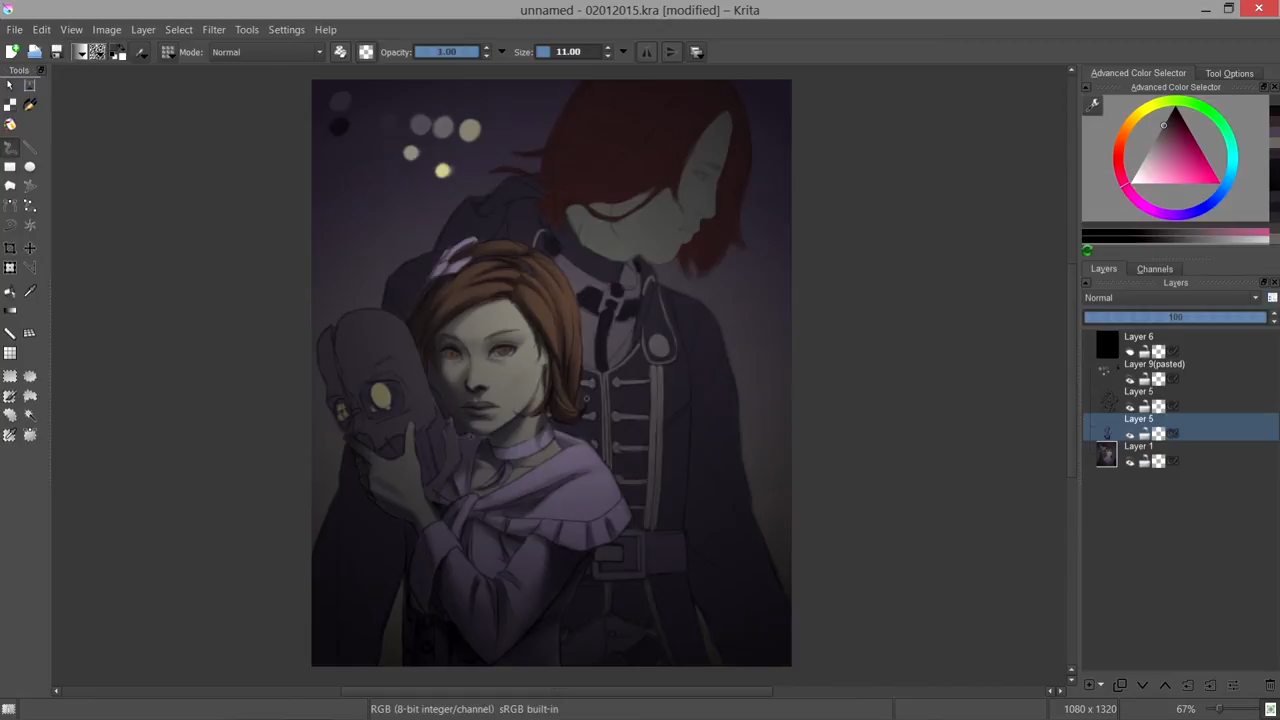 unnamed - 02012015.kra [modified] – Krita
File Edit View Image Layer Select Filter Tools Settings Help
Mode: Normal Opacity: 3.00 Size: 11.00
Tools
Advanced Color Selector Tool Options
Advanced Color Selector
Layers Channels
Layers
Normal
100
Layer 6
Layer 9(pasted)
Layer 5
Layer 5
Layer 1
RGB (8-bit integer/channel) sRGB built-in 1080 x 1320 67%